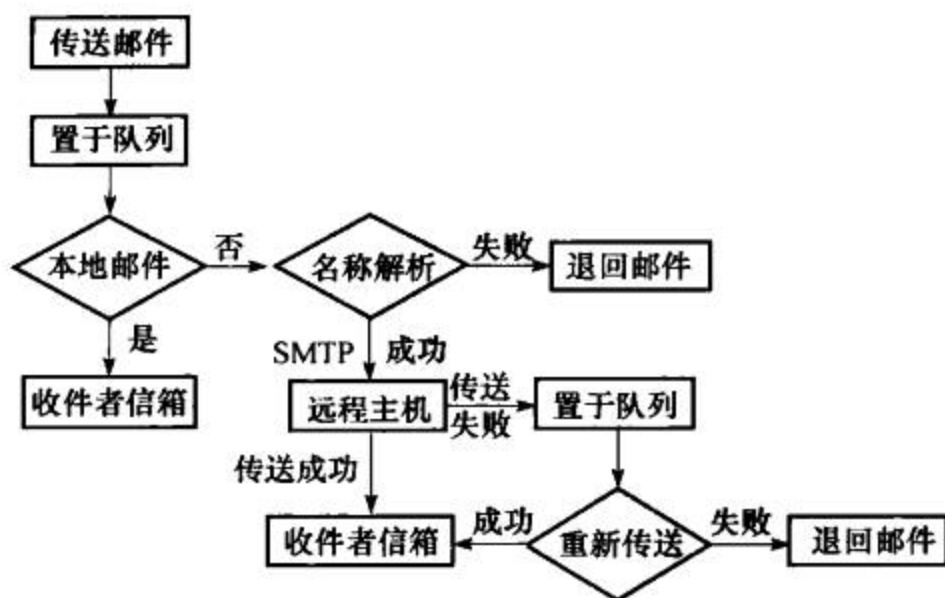 传送邮件
置于队列
本地邮件
否
名称解析
失败
退回邮件
是
SMTP 成功
收件者信箱
远程主机
传送
失败
置于队列
传送成功
收件者信箱
成功
重新传送
失败
退回邮件